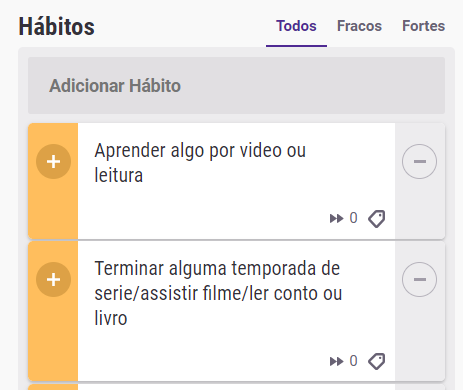 Hábitos
Todos Fracos Fortes
Adicionar Hábito
Aprender algo por video ou
leitura
0
Terminar alguma temporada de
serie/assistir filme/ler conto ou
livro
0